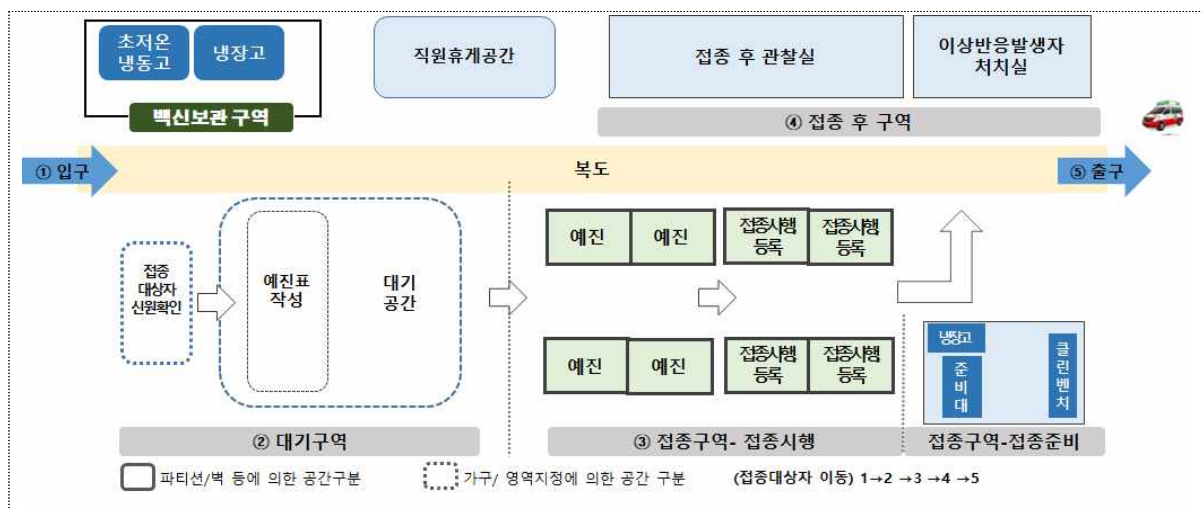 초저온
냉동고
냉장고
백신보관 구역
직원휴게공간
접종 후 관찰실
이상반응발생자
처치실
④ 접종 후 구역
① 입구
복도
⑤ 출구
접종
대상자
신원확인
예진표
작성
대기
공간
예진
예진
접종시행
등록
접종시행
등록
예진
예진
접종시행
등록
접종시행
등록
냉장고
준
비
대
클
린
벤
치
② 대기구역
③ 접종구역- 접종시행
접종구역-접종준비
파티션/벽 등에 의한 공간구분
가구/ 영역지정에 의한 공간 구분
(접종대상자 이동) 1→2 →3 →4 →5